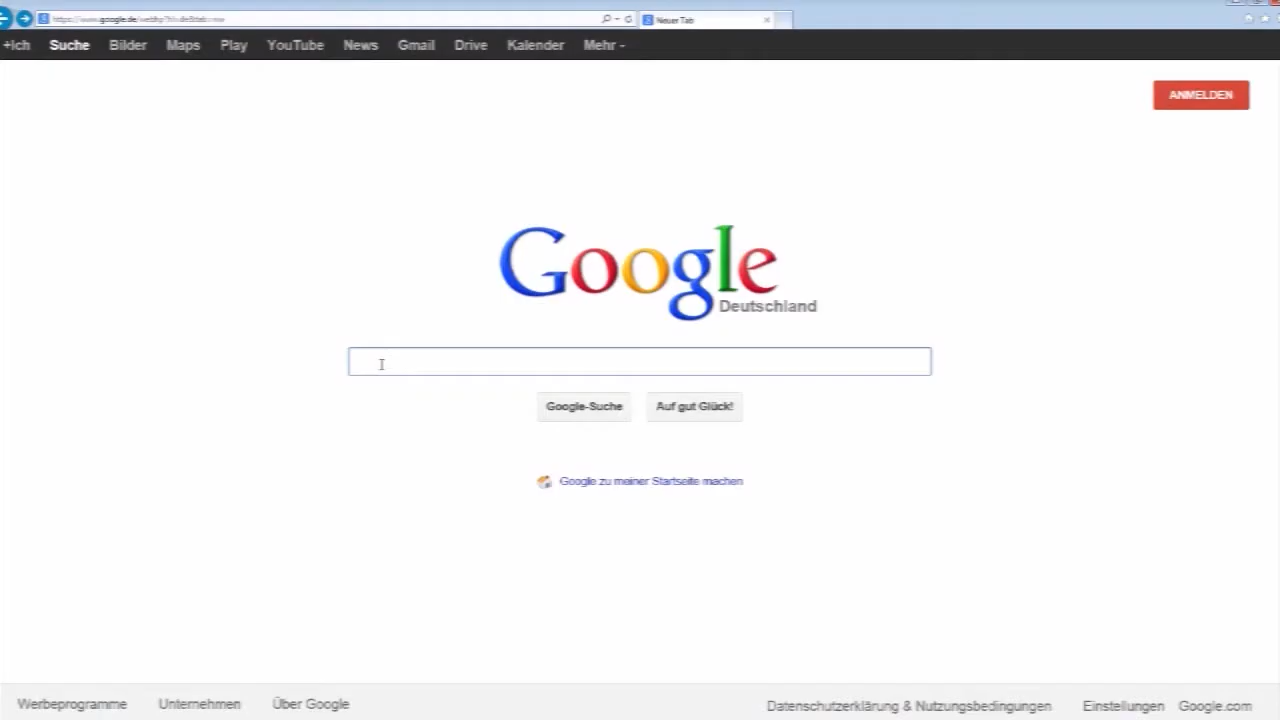 Neuer Tab
+Ich Suche Bilder Maps Play YouTube News Gmail Drive Kalender Mehr
ANMELDEN
Google
Deutschland
Google-Suche Auf gut Glück!
Google zu meiner Startseite machen
Werbeprogramme Unternehmen Über Google Datenschutzerklärung & Nutzungsbedingungen Einstellungen Google.com